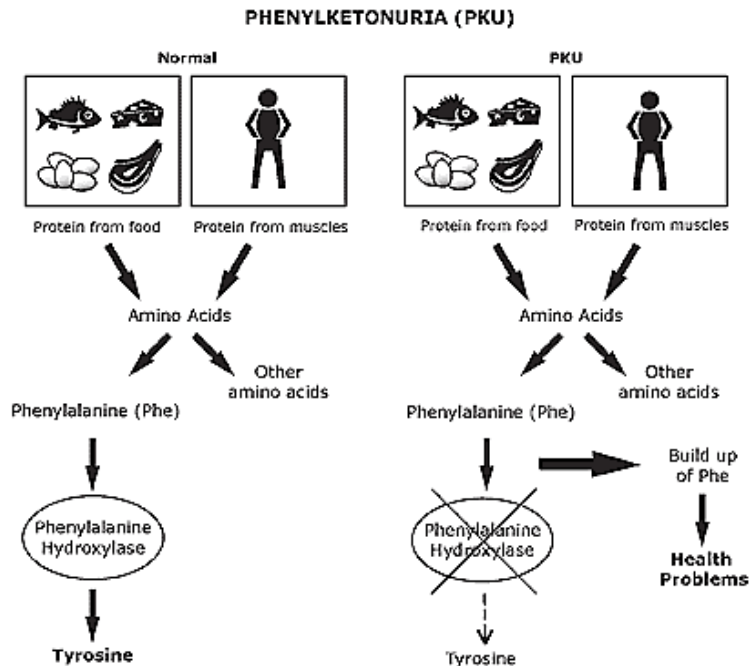 PHENYLKETONURIA (PKU)
Normal
Protein from food
Protein from muscles
Amino Acids
Other
amino acids
Phenylalanine (Phe)
Phenylalanine
Hydroxylase
Tyrosine
PKU
Protein from food
Protein from muscles
Amino Acids
Other
amino acids
Phenylalanine (Phe)
Build up
of Phe
Phenylalanine
Hydroxylase
Health
Problems
Tyrosine